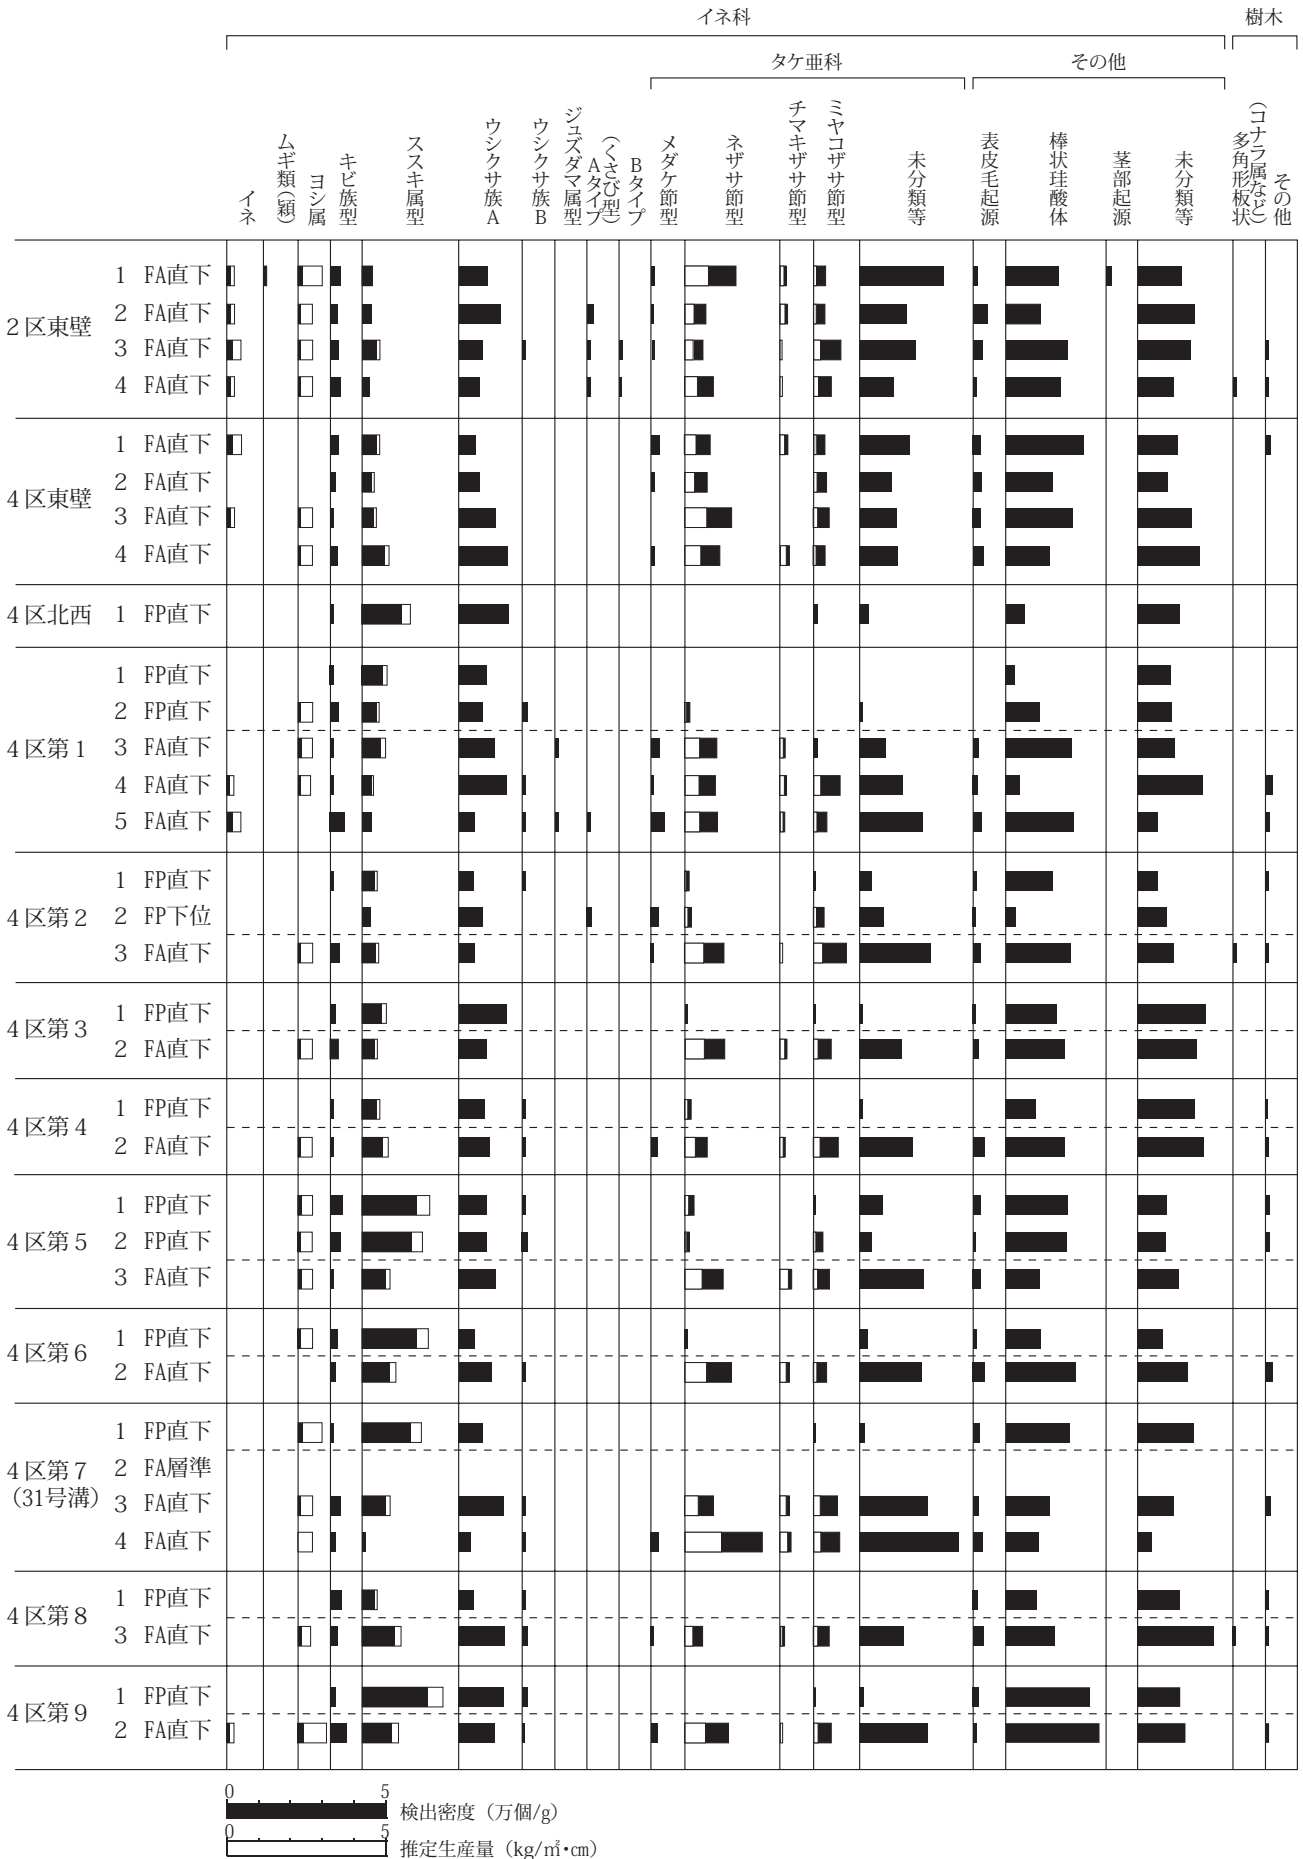 イネ科
樹木
タケ亜科
その他
イネ
ムギ類(穎)
ヨシ属
キビ族型
ススキ属型
ウシクサ族A
ウシクサ族B
ジュズダマ属型
Aタイプ
(くさび型)
Bタイプ
メダケ節型
ネザサ節型
チマキザサ節型
ミヤコザサ節型
未分類等
表皮毛起源
棒状珪酸体
茎部起源
未分類等
多角形板状
(コナラ属など)
その他
2区東壁
1 FA直下
2 FA直下
3 FA直下
4 FA直下
4区東壁
1 FA直下
2 FA直下
3 FA直下
4 FA直下
4区北西 1 FP直下
4区第1
1 FP直下
2 FP直下
3 FA直下
4 FA直下
5 FA直下
4区第2
1 FP直下
2 FP下位
3 FA直下
4区第3
1 FP直下
2 FA直下
4区第4
1 FP直下
2 FA直下
4区第5
1 FP直下
2 FP直下
3 FA直下
4区第6
1 FP直下
2 FA直下
4区第7
(31号溝)
1 FP直下
2 FA層準
3 FA直下
4 FA直下
4区第8
1 FP直下
3 FA直下
4区第9
1 FP直下
2 FA直下
0 5
検出密度(万個/g)
0 5
推定生産量(kg/㎡・㎝)